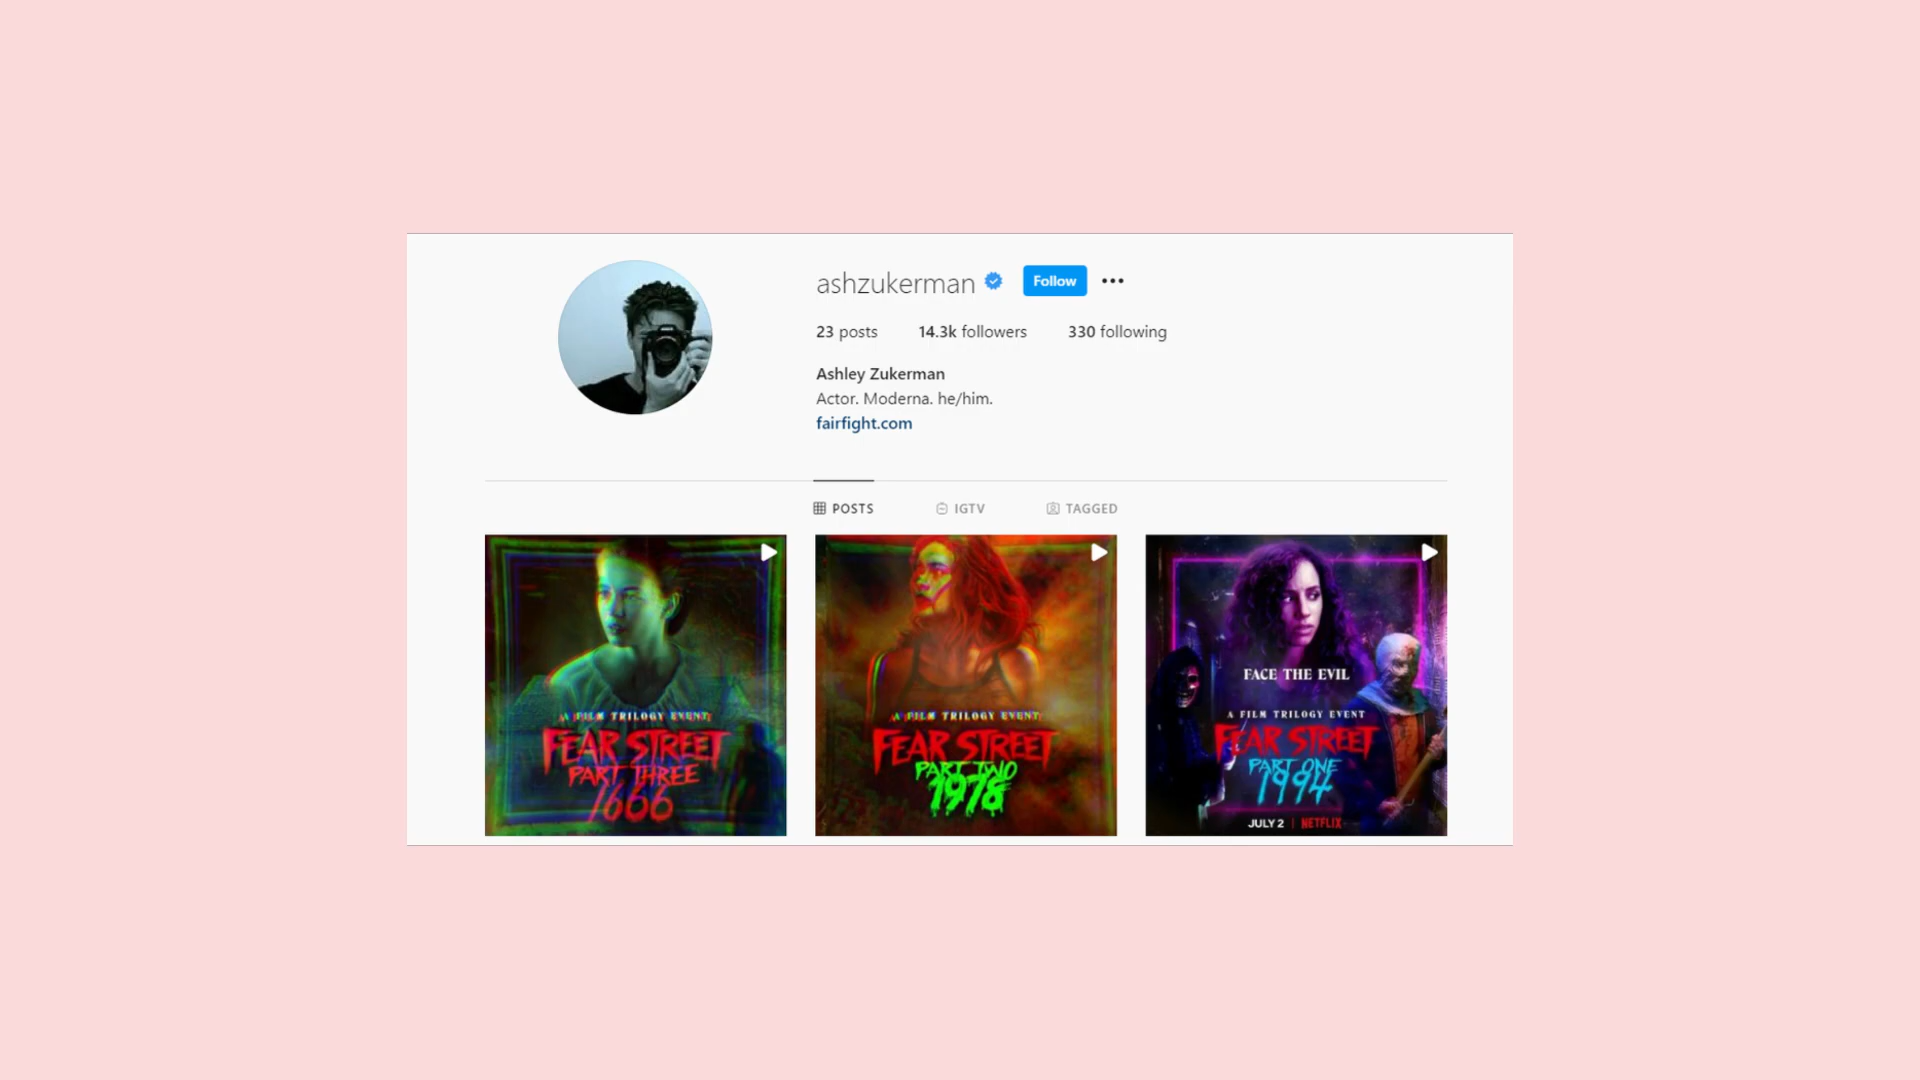 ashzukerman Follow
23 posts 14.3k followers 330 following
Ashley Zukerman
Actor. Moderna. he/him.
fairfight.com
POSTS IGTV TAGGED
A FILM TRILOGY EVENT
FEAR STREET
PART THREE
1666
A FILM TRILOGY EVENT
FEAR STREET
PART TWO
1978
FACE THE EVIL
A FILM TRILOGY EVENT
FEAR STREET
PART ONE
1994
JULY 2 | NETFLIX